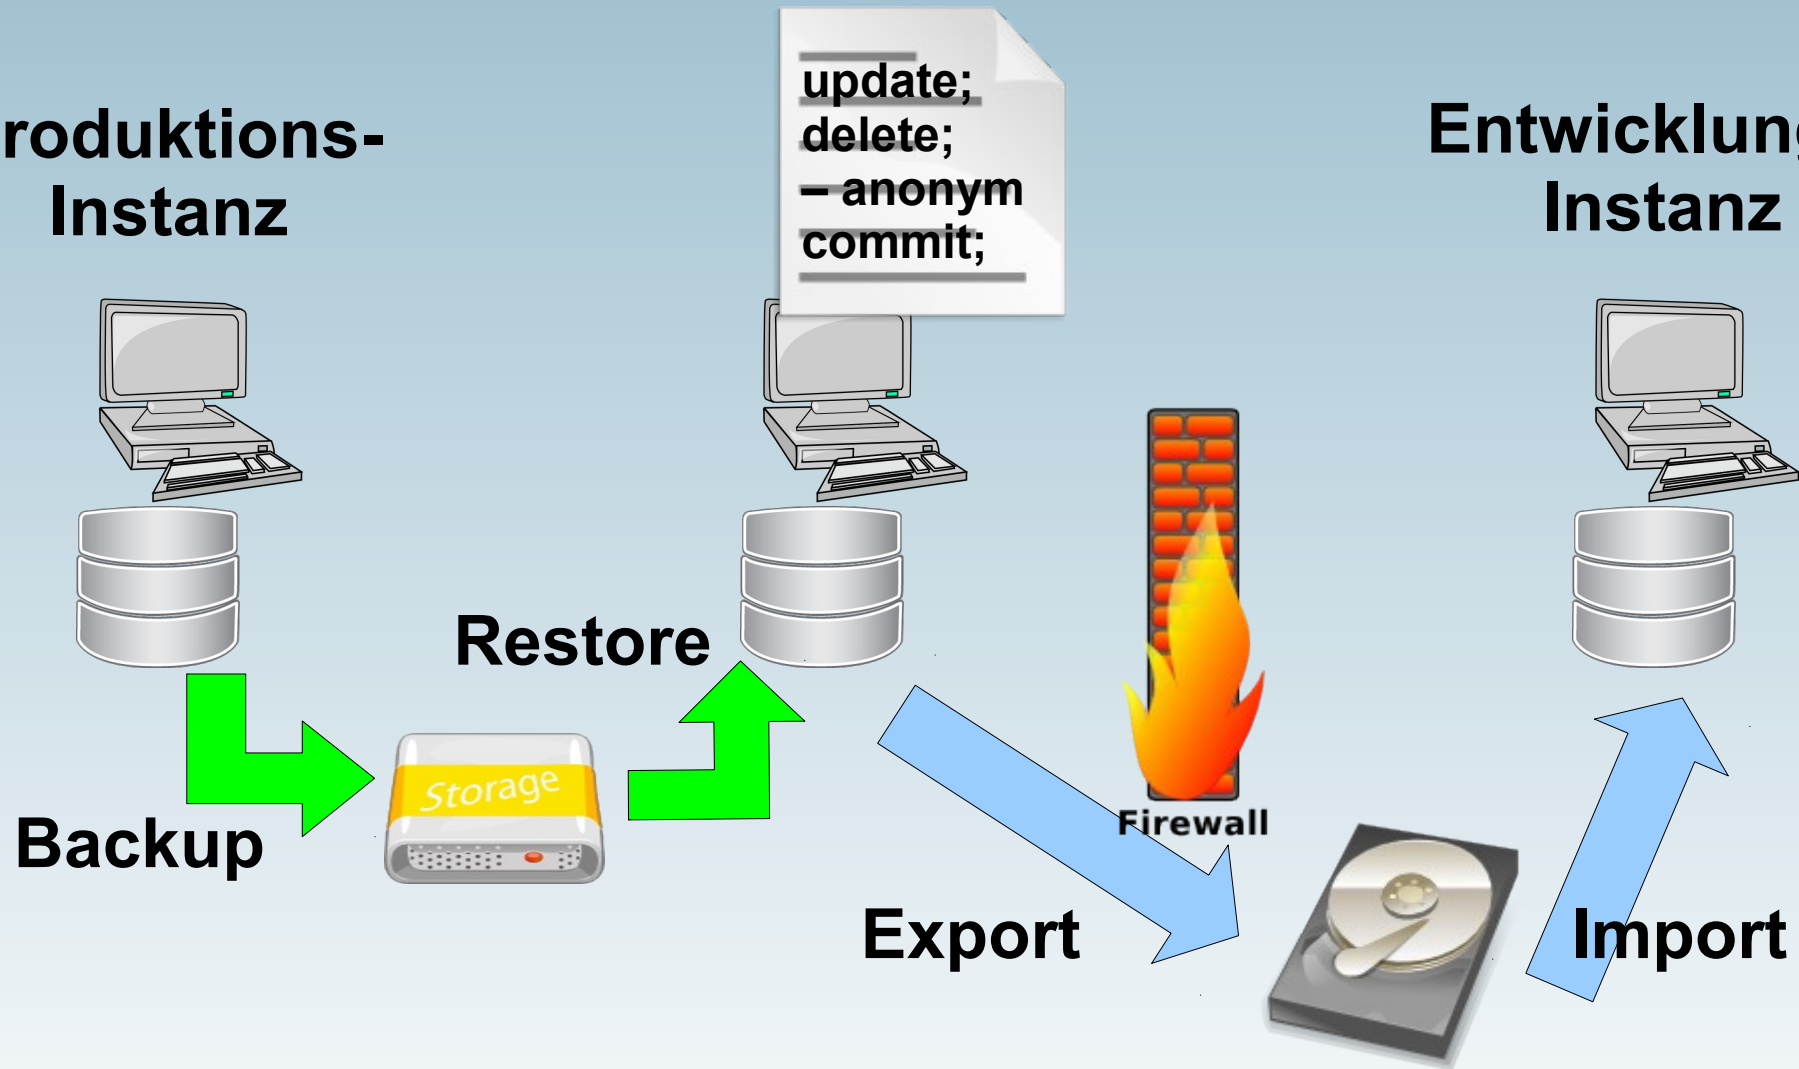 roduktions-
Instanz
update;
delete;
– anonym
commit;
Entwicklung
Instanz
Restore
Storage
Backup
Firewall
Export
Import